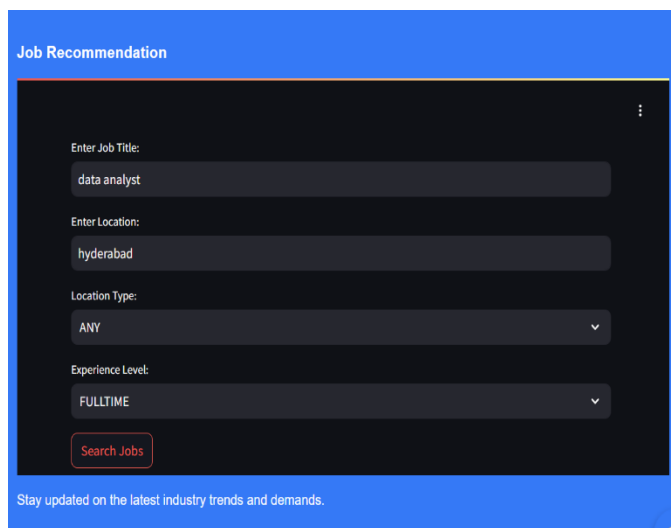 Job Recommendation
Enter Job Title:
data analyst
Enter Location:
hyderabad
Location Type:
ANY
Experience Level:
FULLTIME
Search Jobs
Stay updated on the latest industry trends and demands.